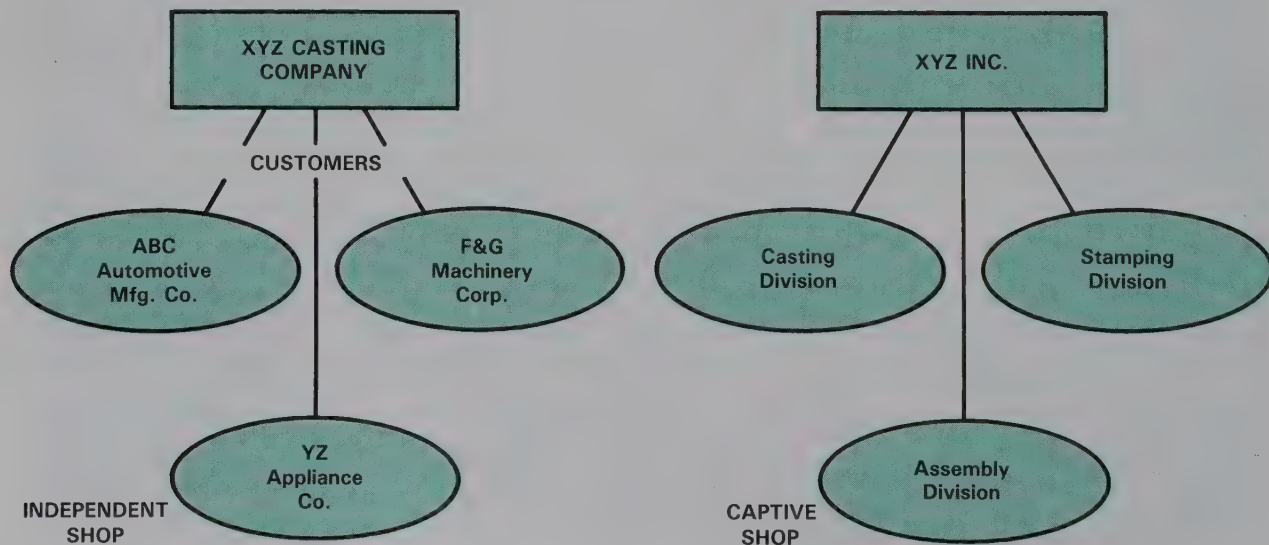 XYZ CASTING
COMPANY
CUSTOMERS
ABC
Automotive
Mfg. Co.
F&G
Machinery
Corp.
YZ
Appliance
Co.
INDEPENDENT
SHOP
XYZ INC.
Casting
Division
Stamping
Division
Assembly
Division
CAPTIVE
SHOP